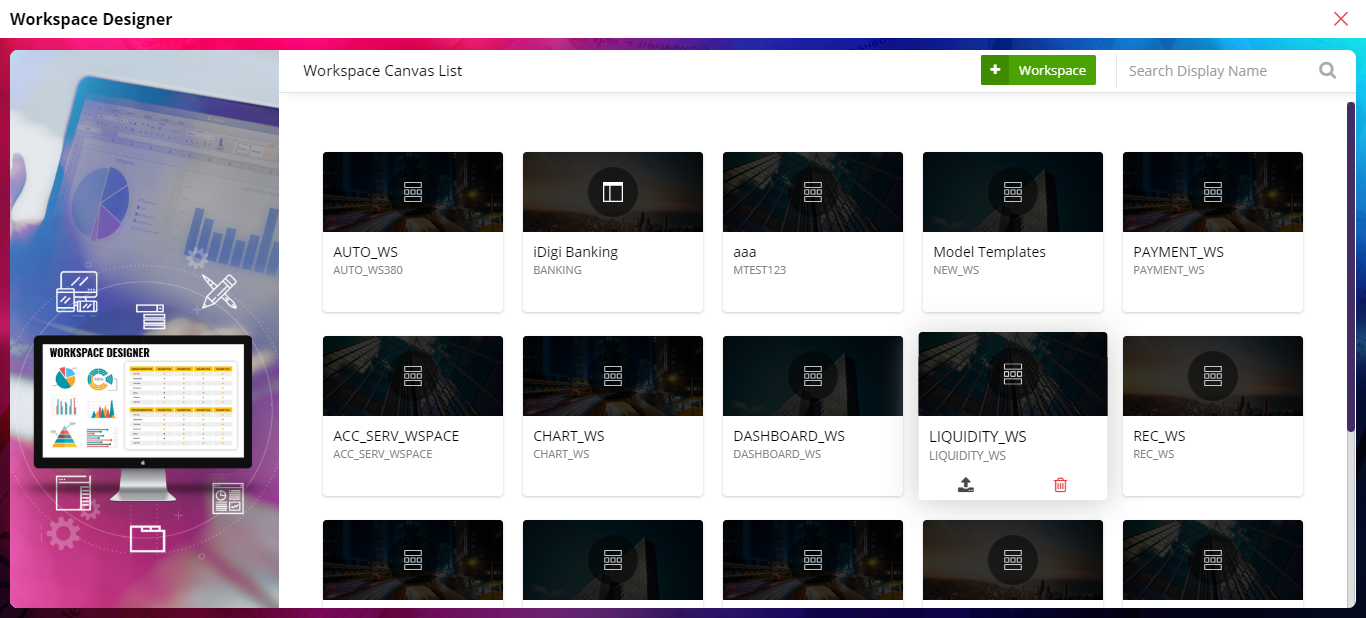 Workspace Designer
Workspace Canvas List
+ Workspace
Search Display Name
WORKSPACE DESIGNER
AUTO_WS
AUTO_WS380
iDigi Banking
BANKING
aaa
MTEST123
Model Templates
NEW_WS
PAYMENT_WS
PAYMENT_WS
ACC_SERV_WSPACE
ACC_SERV_WSPACE
CHART_WS
CHART_WS
DASHBOARD_WS
DASHBOARD_WS
LIQUIDITY_WS
LIQUIDITY_WS
REC_WS
REC_WS